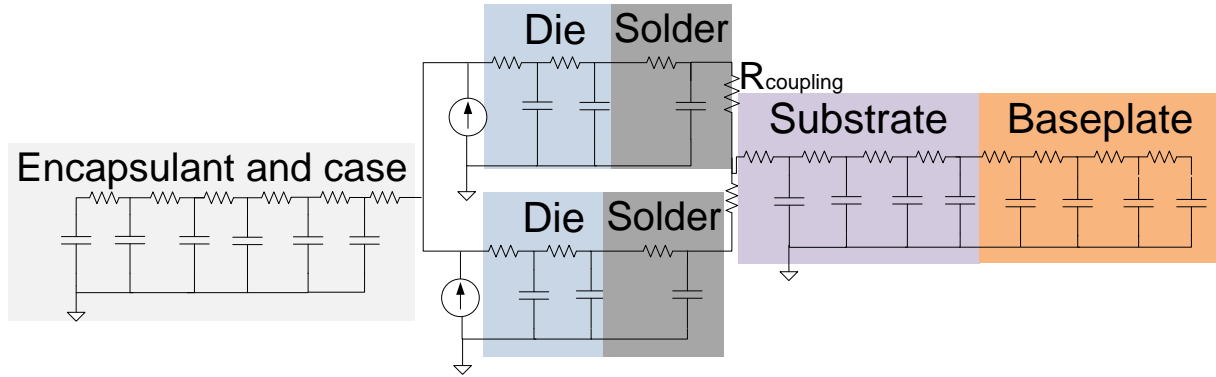 Die Solder
Rcoupling
Substrate Baseplate
Encapsulant and case
Die Solder